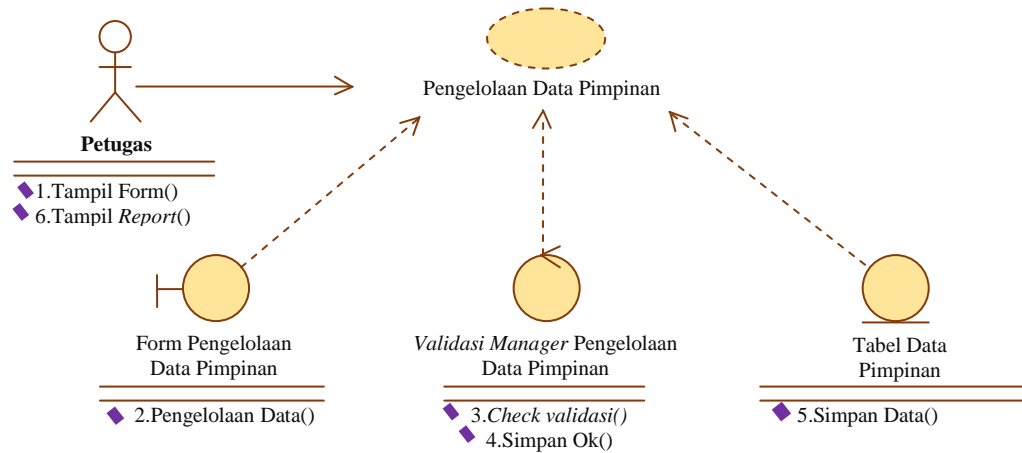 Pengelolaan Data Pimpinan
Petugas
1.Tampil Form()
6.Tampil Report()
Form Pengelolaan
Data Pimpinan
2.Pengelolaan Data()
Validasi Manager Pengelolaan
Data Pimpinan
3.Check validasi()
4.Simpan Ok()
Tabel Data
Pimpinan
5.Simpan Data()